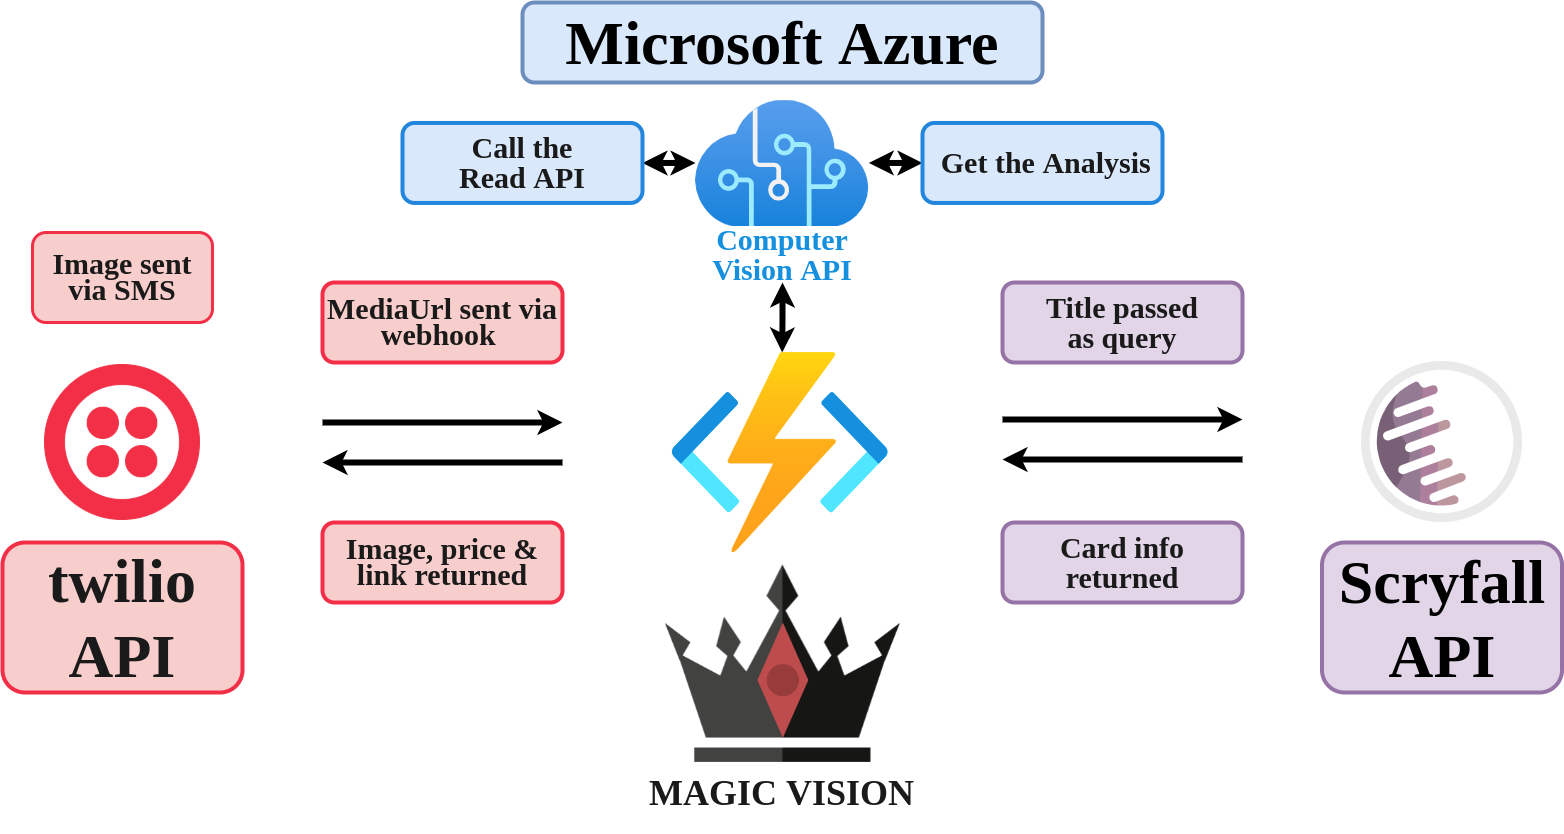 Microsoft Azure
Call the
Read API
Get the Analysis
Computer
Vision API
Image sent
via SMS
MediaUrl sent via
webhook
Title passed
as query
Image, price &
link returned
Card info
returned
twilio
API
Scryfall
API
MAGIC VISION